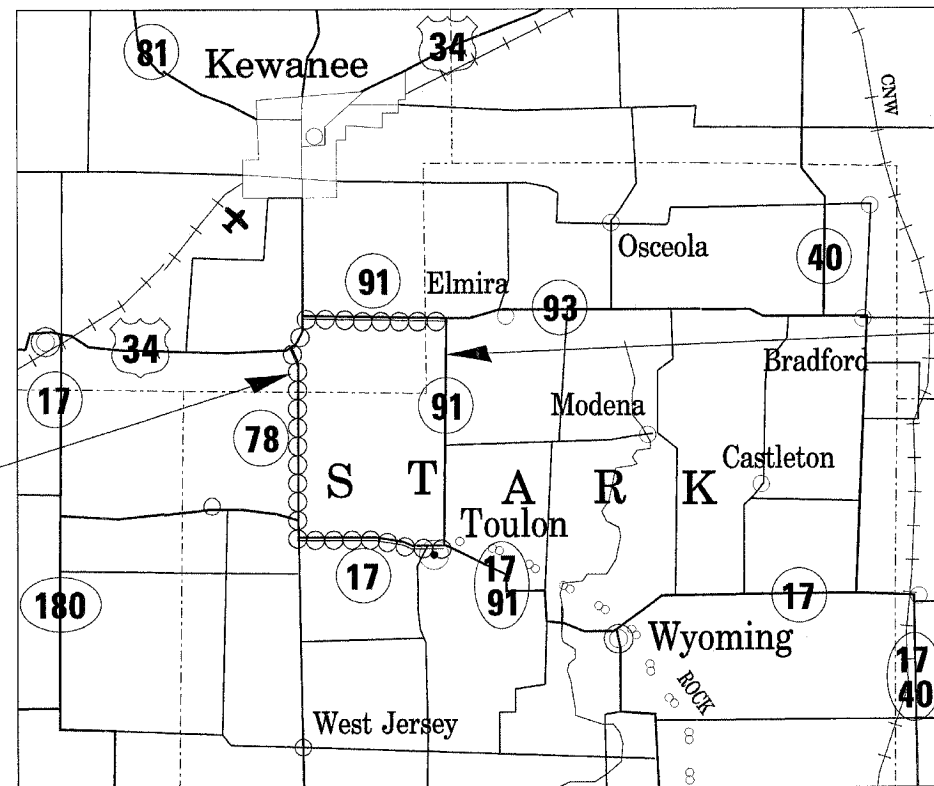 81
34
Kewanee
CNW
Osceola
91
Elmira
40
93
34
Bradford
17
91
Modena
78
Castleton
S T A R K
Toulon
17
17
91
180
17
Wyoming
17
40
ROCK
West Jersey